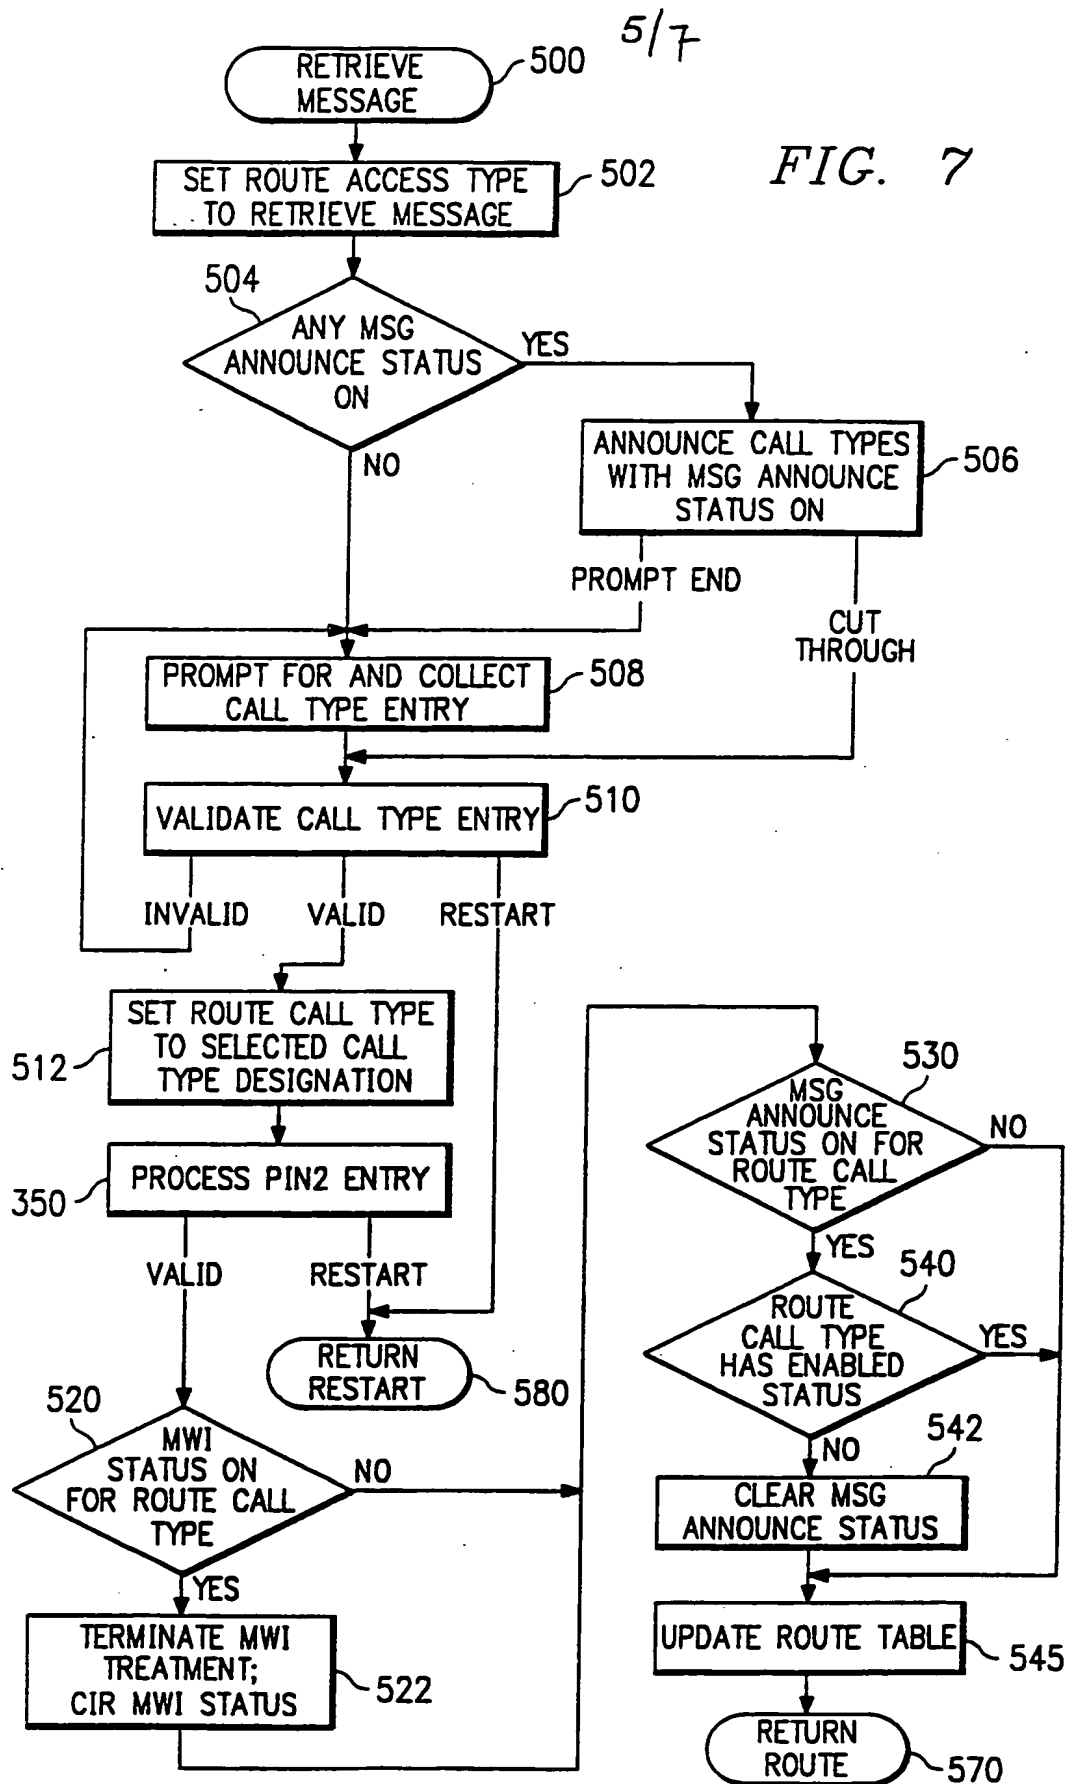 5/7
RETRIEVE
MESSAGE
500
FIG. 7
SET ROUTE ACCESS TYPE
TO RETRIEVE MESSAGE
502
504
ANY MSG
ANNOUNCE STATUS
ON
YES
NO
ANNOUNCE CALL TYPES
WITH MSG ANNOUNCE
STATUS ON
506
PROMPT END
CUT
THROUGH
PROMPT FOR AND COLLECT
CALL TYPE ENTRY
508
VALIDATE CALL TYPE ENTRY
510
INVALID
VALID
RESTART
SET ROUTE CALL TYPE
TO SELECTED CALL
TYPE DESIGNATION
512
PROCESS PIN2 ENTRY
350
VALID
RESTART
RETURN
RESTART
580
520
MWI
STATUS ON
FOR ROUTE CALL
TYPE
NO
YES
TERMINATE MWI
TREATMENT;
CIR MWI STATUS
522
530
MSG
ANNOUNCE
STATUS ON FOR
ROUTE CALL
TYPE
NO
YES
540
ROUTE
CALL TYPE
HAS ENABLED
STATUS
YES
NO
542
CLEAR MSG
ANNOUNCE STATUS
UPDATE ROUTE TABLE
545
RETURN
ROUTE
570